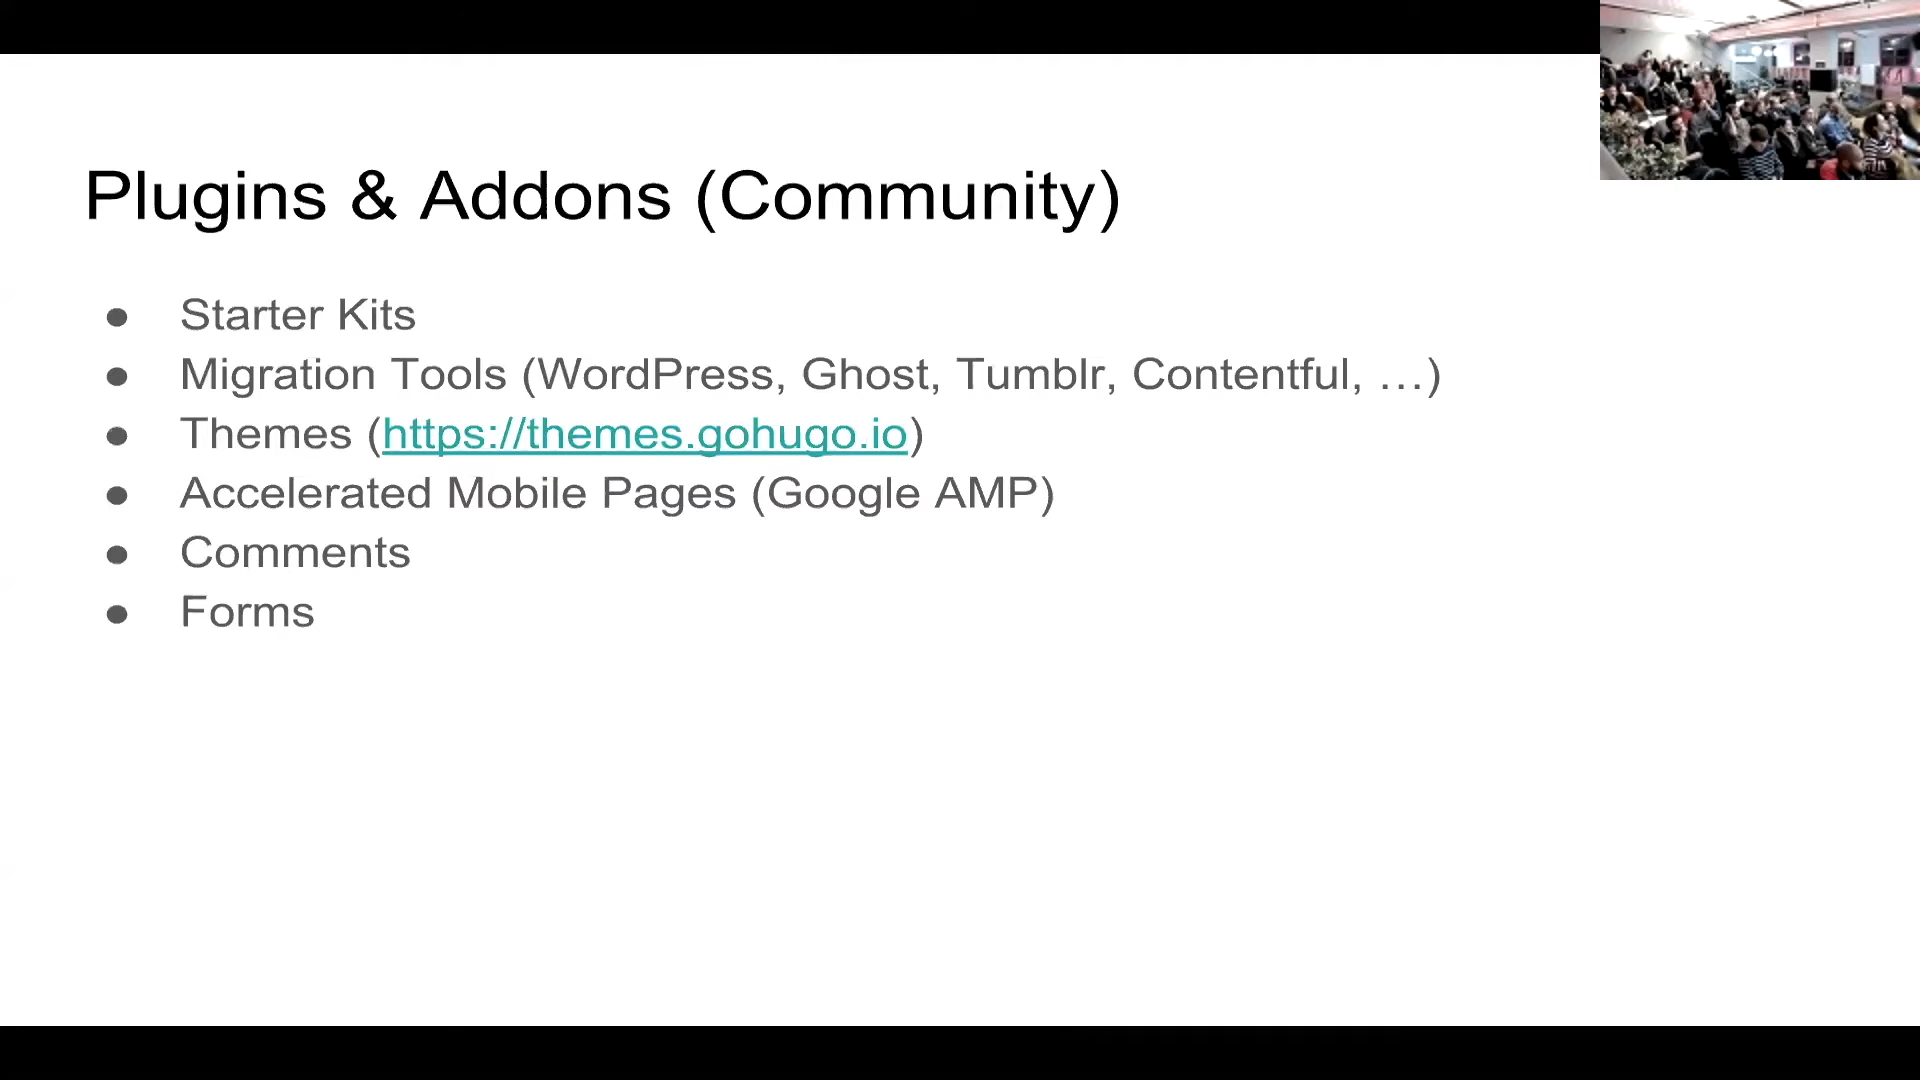 Plugins & Addons (Community)
● Starter Kits
● Migration Tools (WordPress, Ghost, Tumblr, Contentful, …)
● Themes (https://themes.gohugo.io)
● Accelerated Mobile Pages (Google AMP)
● Comments
● Forms